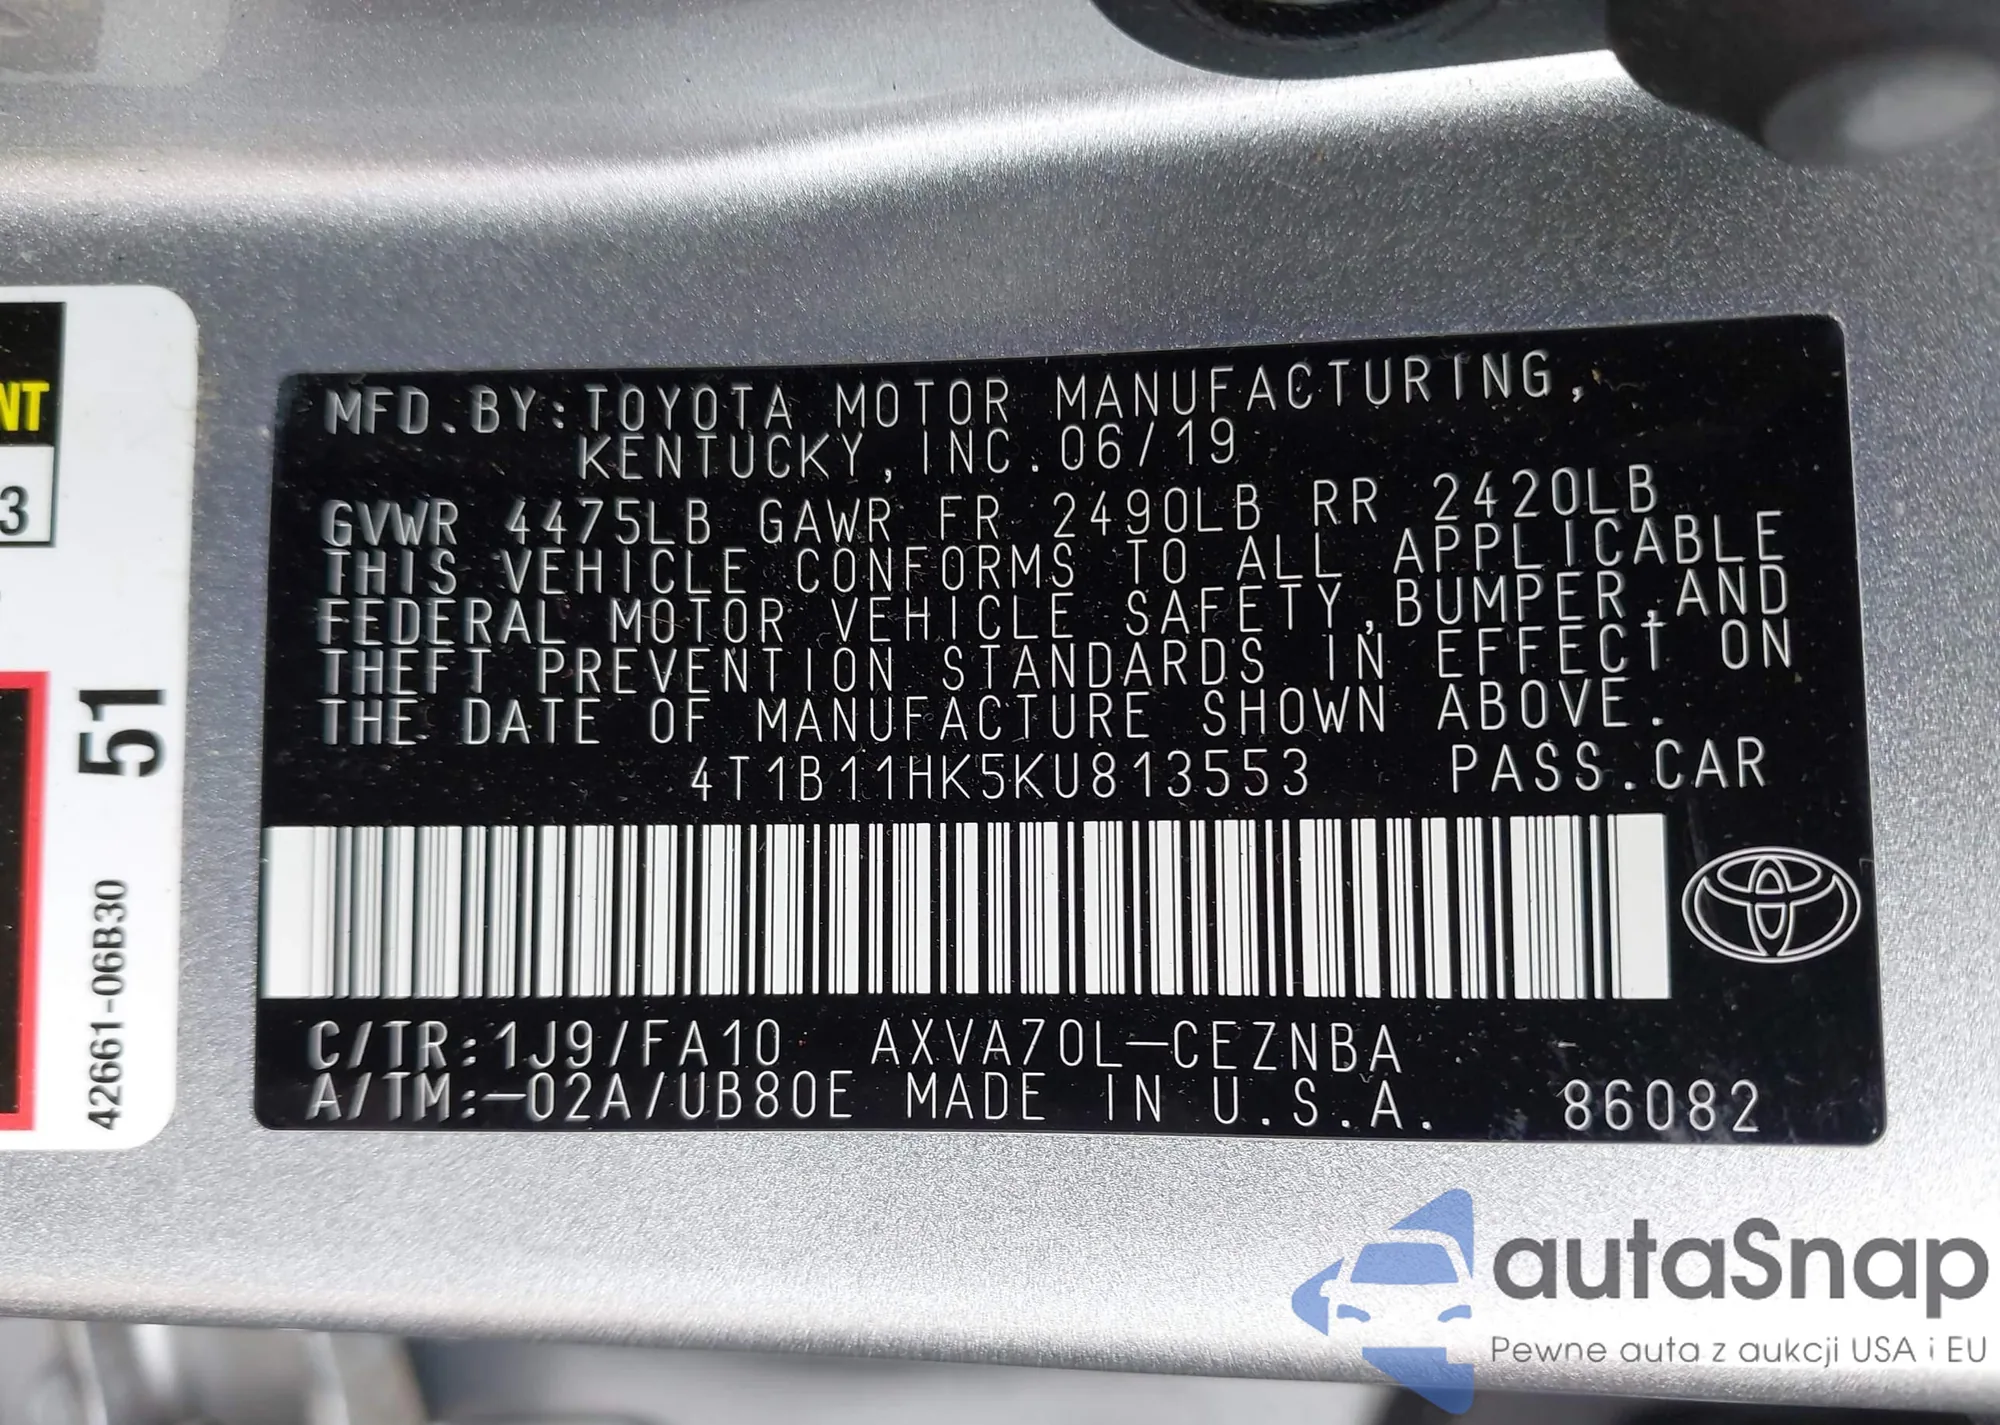 MFD.BY:TOYOTA MOTOR MANUFACTURING,
KENTUCKY,INC.06/19
GVWR 4475LB GAWR FR 2490LB RR 2420LB
THIS VEHICLE CONFORMS TO ALL APPLICABLE
FEDERAL MOTOR VEHICLE SAFETY,BUMPER,AND
THEFT PREVENTION STANDARDS IN EFFECT ON
THE DATE OF MANUFACTURE SHOWN ABOVE.
4T1B11HK5KU813553 PASS.CAR
C/TR:1J9/FA10 AXVA70L-CEZNBA
A/TM:-02A/UB80E MADE IN U.S.A. 86082
NT
3
51
42661-06B30
autaSnap
Pewne auta z aukcji USA i EU